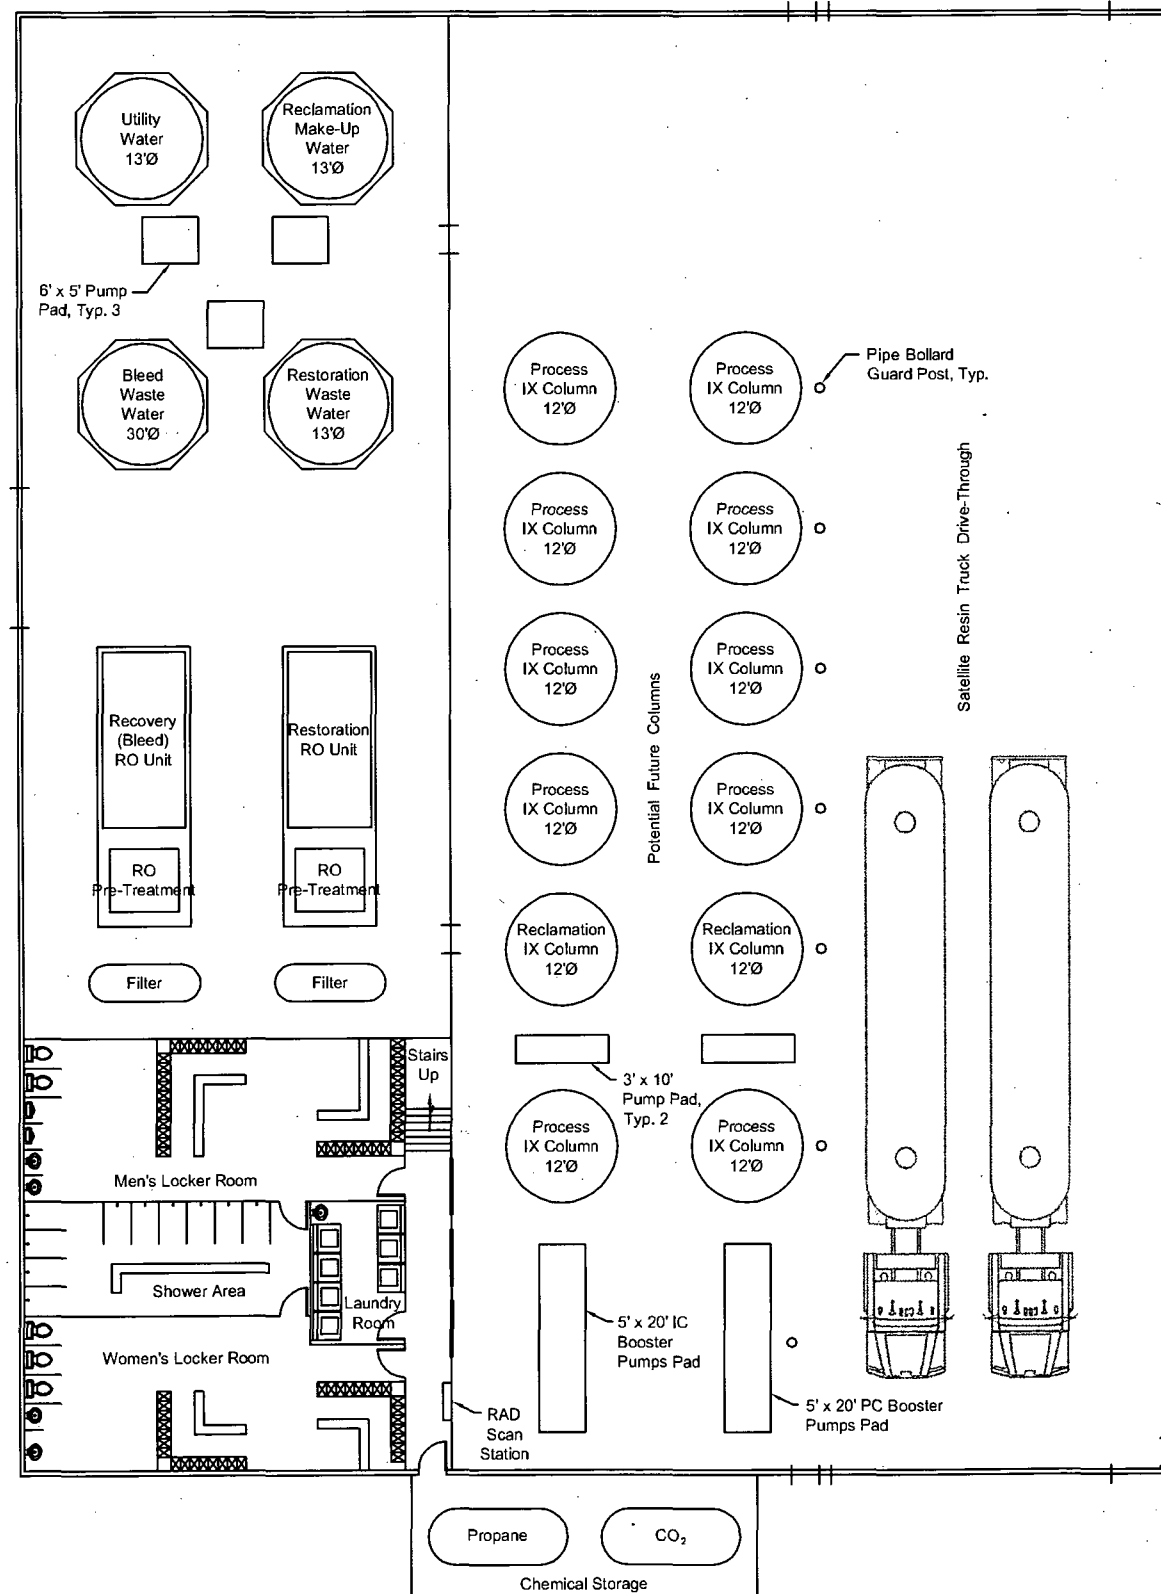 Utility
Water
13'Ø
Reclamation
Make-Up
Water
13'Ø
6' x 5' Pump
Pad, Typ. 3
Bleed
Waste
Water
30'Ø
Restoration
Waste
Water
13'Ø
Process
IX Column
12'Ø
Process
IX Column
12'Ø
Pipe Bollard
Guard Post, Typ.
Process
IX Column
12'Ø
Process
IX Column
12'Ø
Satellite Resin Truck Drive-Through
Process
IX Column
12'Ø
Process
IX Column
12'Ø
Potential Future Columns
Recovery
(Bleed)
RO Unit
Restoration
RO Unit
Process
IX Column
12'Ø
Process
IX Column
12'Ø
RO
Pre-Treatment
RO
Pre-Treatment
Reclamation
IX Column
12'Ø
Reclamation
IX Column
12'Ø
Filter
Filter
Stairs
Up
3' x 10'
Pump Pad,
Typ. 2
Process
IX Column
12'Ø
Process
IX Column
12'Ø
Men's Locker Room
Shower Area
Laundry
Room
Women's Locker Room
5' x 20' IC
Booster
Pumps Pad
5' x 20' PC Booster
Pumps Pad
RAD
Scan
Station
Propane
CO₂
Chemical Storage